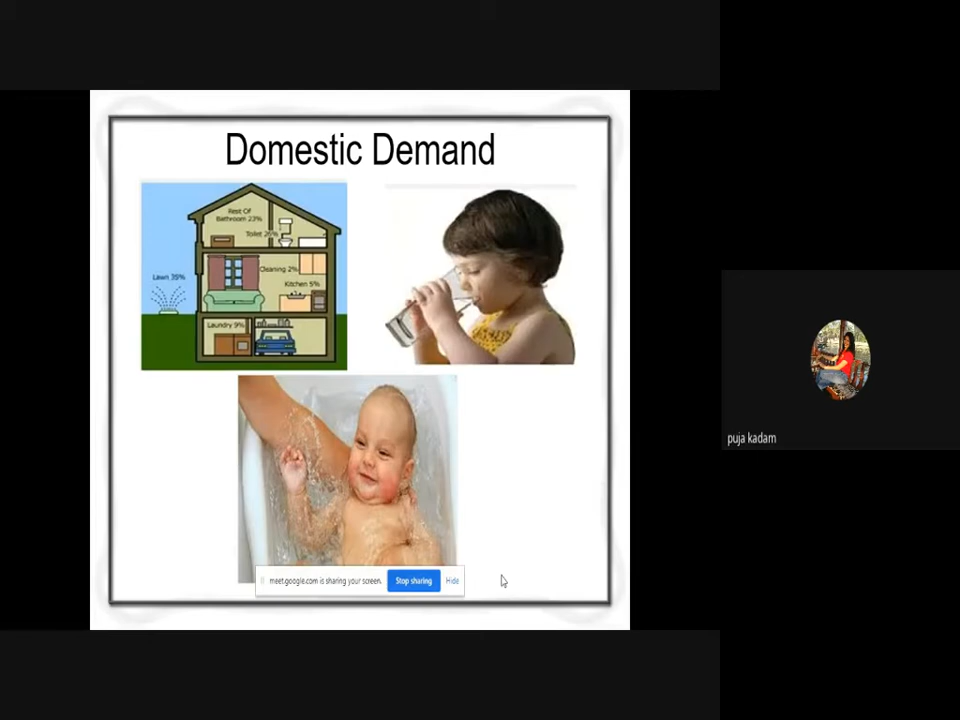 Domestic Demand
Rest Of
Bathroom 23%
Toilet 26%
Lawn 35%
Cleaning 2%
Kitchen 5%
Laundry 9%
meet.google.com is sharing your screen.
Stop sharing
Hide
puja kadam